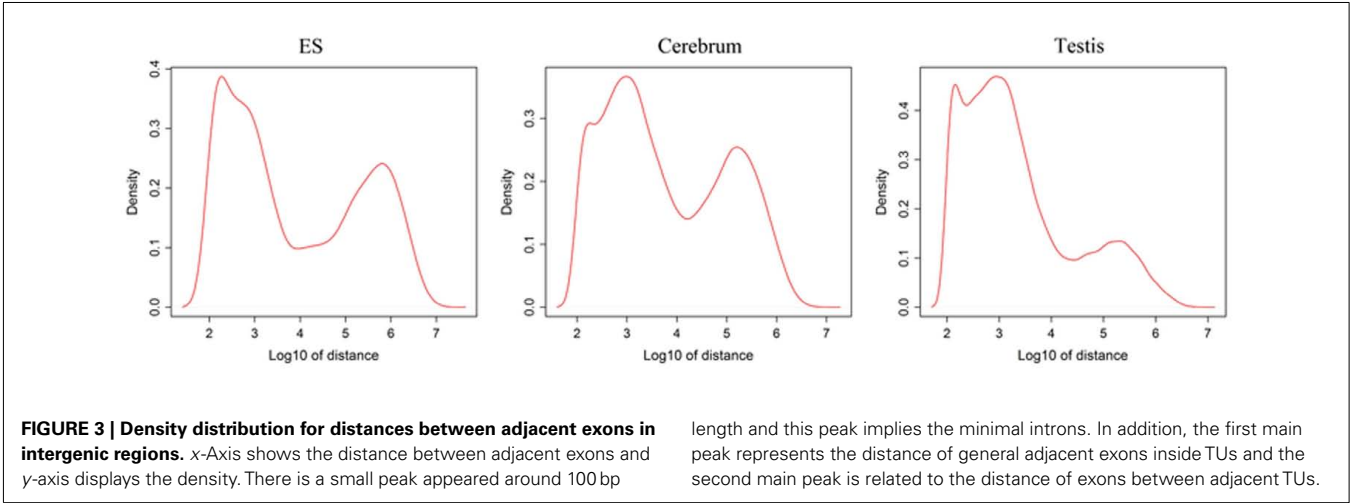 ES
0.4
0.3
0.2
0.1
0.0
Density
2 3 4 5 6 7
Log10 of distance
Cerebrum
0.3
0.2
0.1
0.0
Density
2 3 4 5 6 7
Log10 of distance
Testis
0.4
0.3
0.2
0.1
0.0
Density
2 3 4 5 6 7
Log10 of distance
FIGURE 3 | Density distribution for distances between adjacent exons in
intergenic regions. x-Axis shows the distance between adjacent exons and
y-axis displays the density. There is a small peak appeared around 100 bp
length and this peak implies the minimal introns. In addition, the first main
peak represents the distance of general adjacent exons inside TUs and the
second main peak is related to the distance of exons between adjacent TUs.